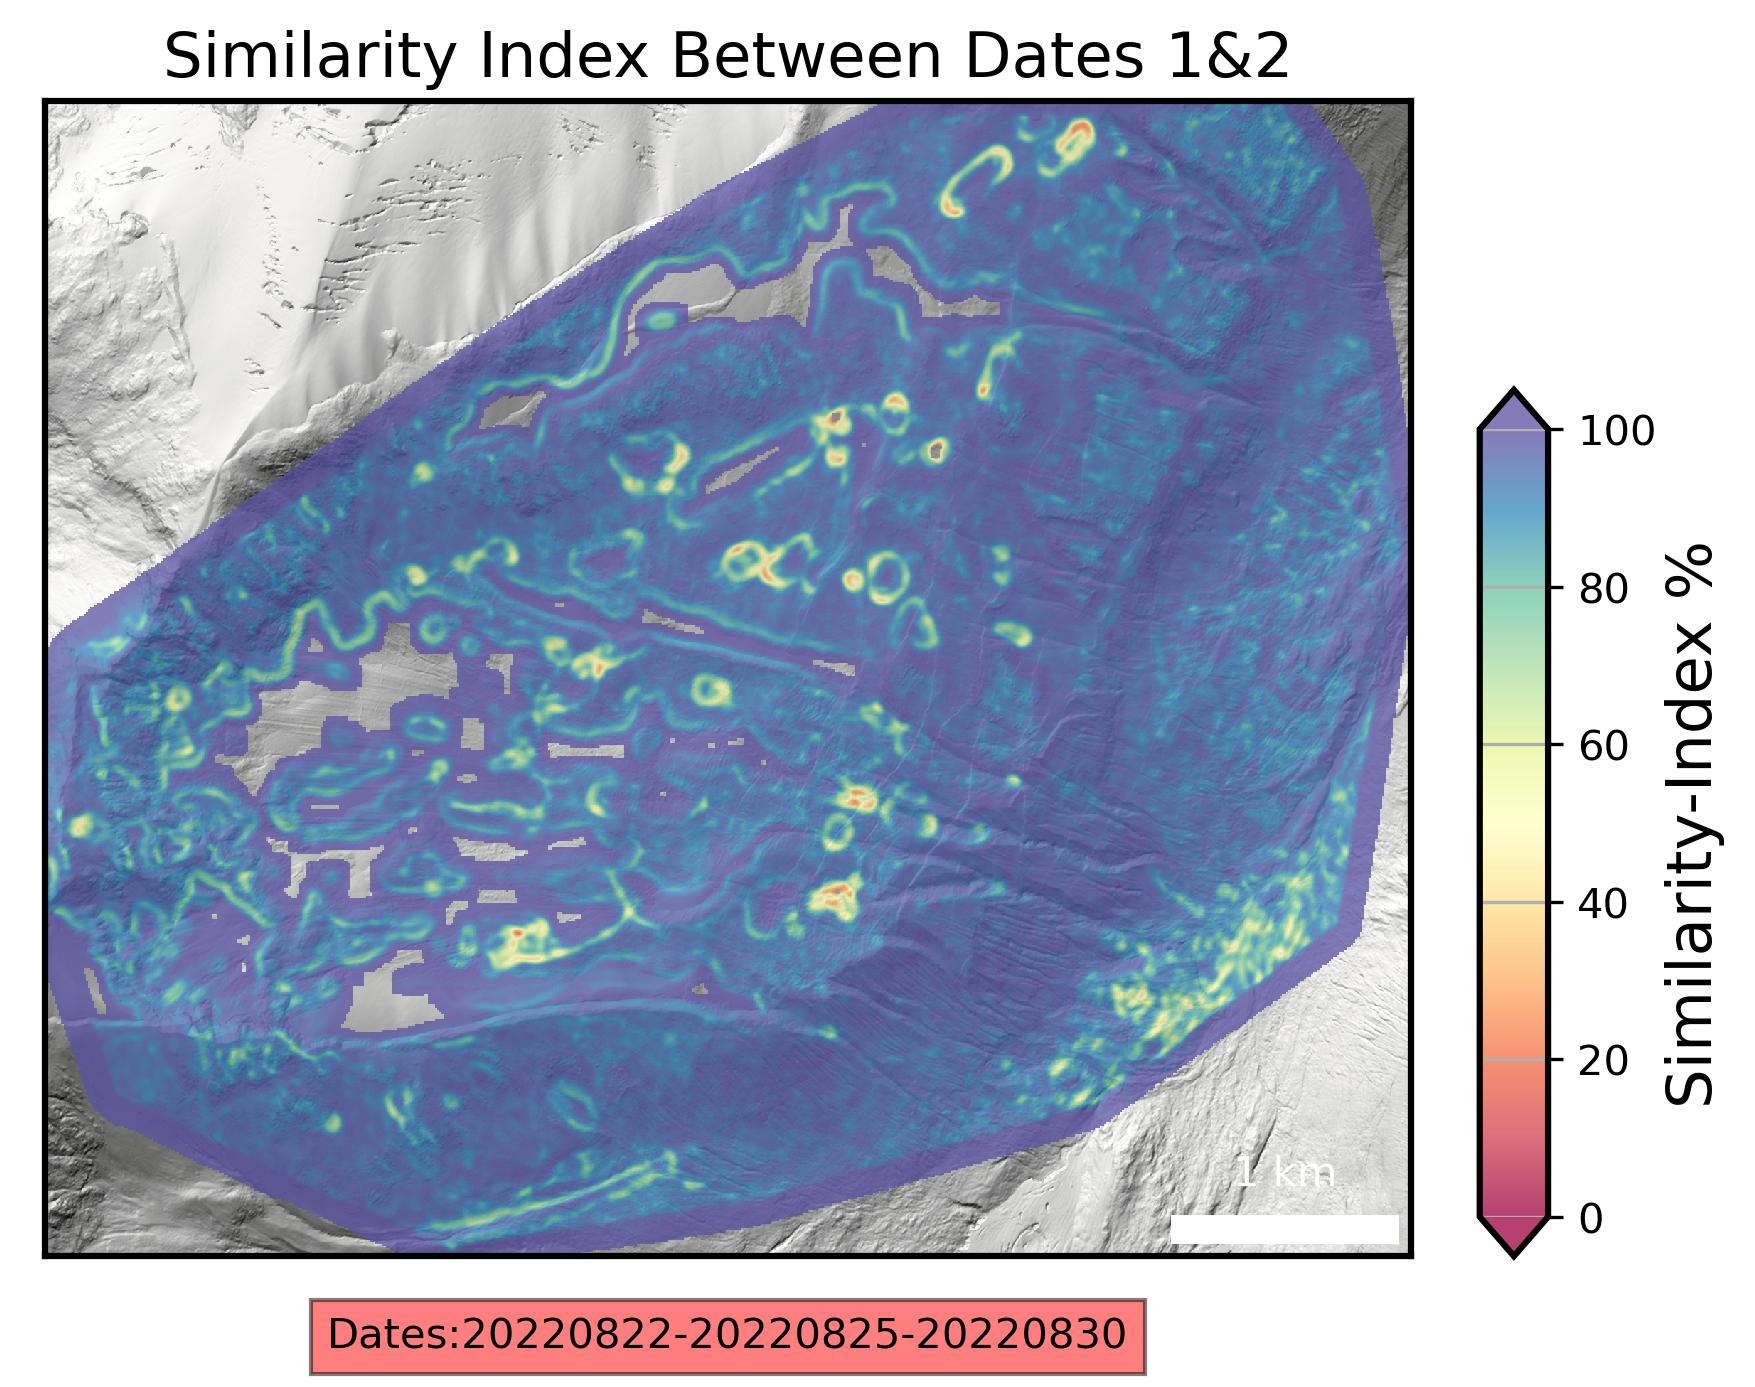 Similarity Index Between Dates 1&2
100
80
60
40
20
0
Similarity-Index %
1 km
Dates:20220822-20220825-20220830